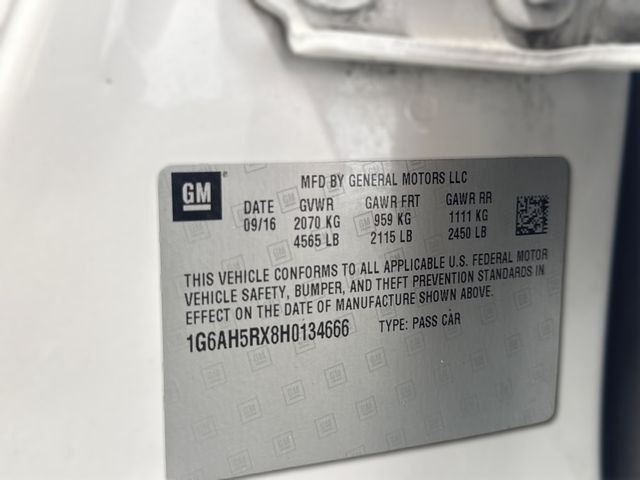 GM
MFD BY GENERAL MOTORS LLC
DATE GVWR GAWR FRT GAWR RR
09/16 2070 KG 959 KG 1111 KG
4565 LB 2115 LB 2450 LB
THIS VEHICLE CONFORMS TO ALL APPLICABLE U.S. FEDERAL MOTOR
VEHICLE SAFETY, BUMPER, AND THEFT PREVENTION STANDARDS IN
EFFECT ON THE DATE OF MANUFACTURE SHOWN ABOVE.
1G6AH5RX8H0134666 TYPE: PASS CAR